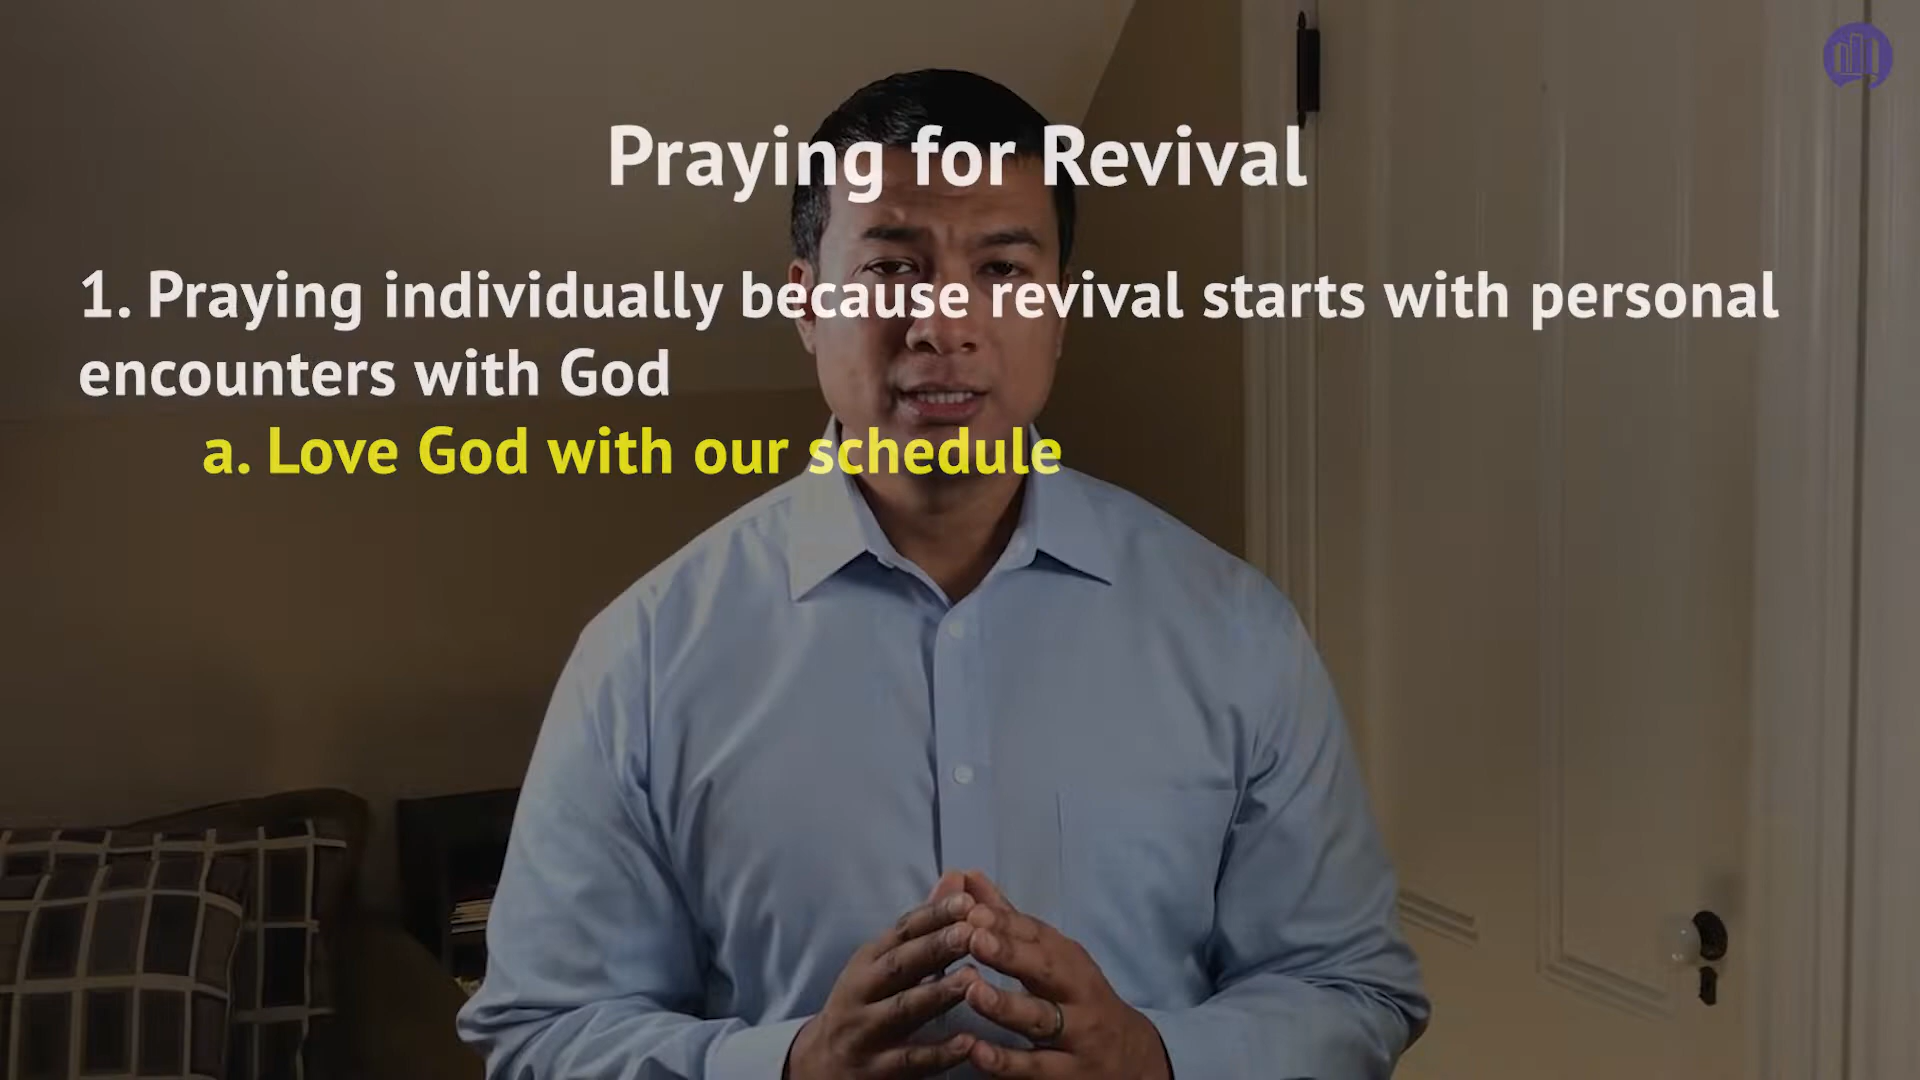 Praying for Revival
1. Praying individually because revival starts with personal
encounters with God
a. Love God with our schedule